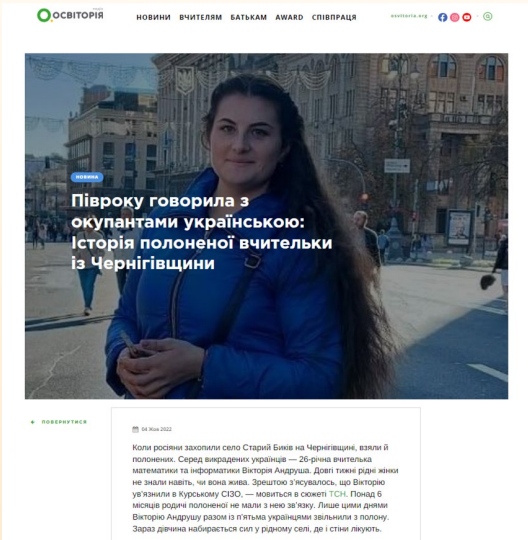 ОСВІТОРІЯ
НОВИНИ ВЧИТЕЛЯМ БАТЬКАМ AWARD СПІВПРАЦЯ
osvitoria.org
НОВИНА
Півроку говорила з
окупантами українською:
Історія полоненої вчительки
із Чернігівщини
ПОВЕРНУТИСЯ
04 Жов 2022
Коли росіяни захопили село Старий Биків на Чернігівщині, взяли й
полонених. Серед викрадених українців — 26-річна вчителька
математики та інформатики Вікторія Андруша. Довгі тижні рідні жінки
не знали навіть, чи вона жива. Зрештою з’ясувалось, що Вікторію
ув’язнили в Курському СІЗО, — мовиться в сюжеті ТСН. Понад 6
місяців родичі полоненої не мали з нею зв’язку. Лише цими днями
Вікторію Андрушу разом із п’ятьма українцями звільнили з полону.
Зараз дівчина набирається сил у рідному селі, де і стіни лікують.